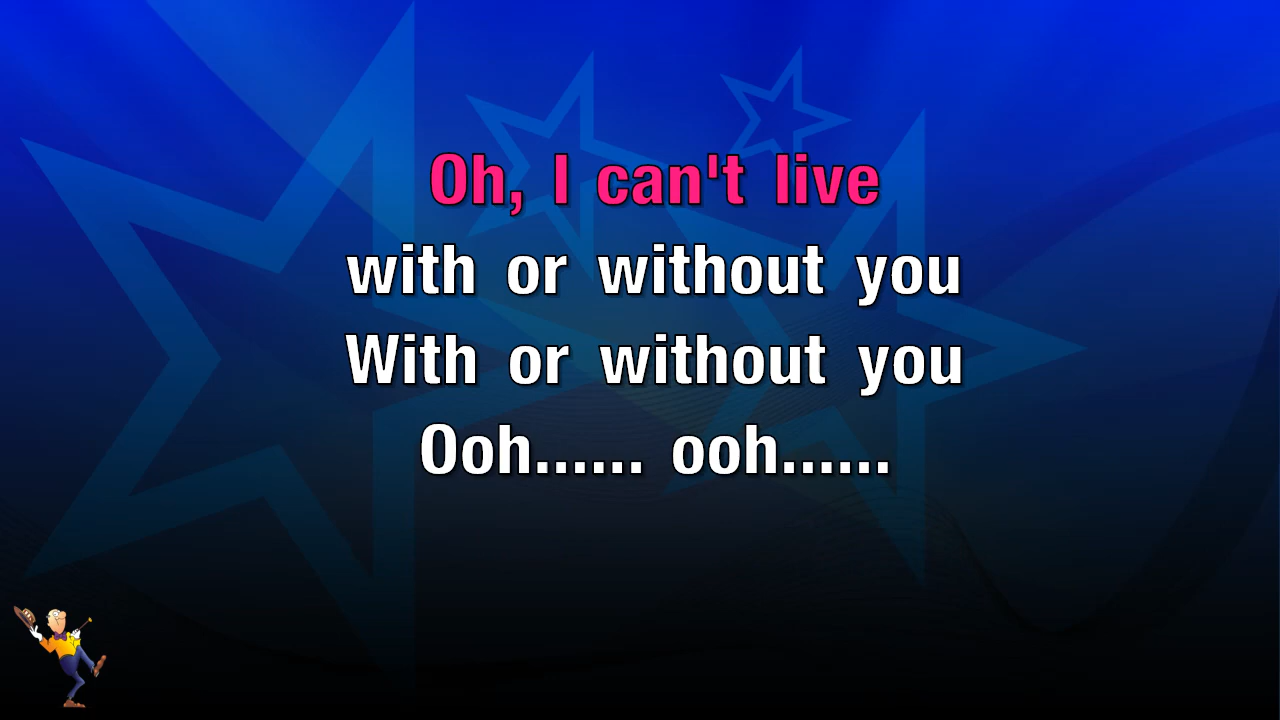 Oh, I can't live
with or without you
With or without you
Ooh...... ooh......